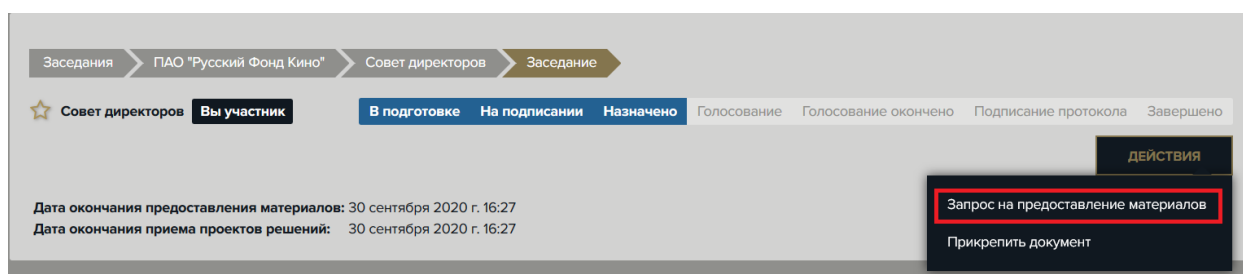 Заседания ПАО "Русский Фонд Кино" Совет директоров Заседание
Совет директоров Вы участник В подготовке На подписании Назначено Голосование Голосование окончено Подписание протокола Завершено
ДЕЙСТВИЯ
Запрос на предоставление материалов
Дата окончания предоставления материалов: 30 сентября 2020 г. 16:27
Дата окончания приема проектов решений: 30 сентября 2020 г. 16:27
Прикрепить документ